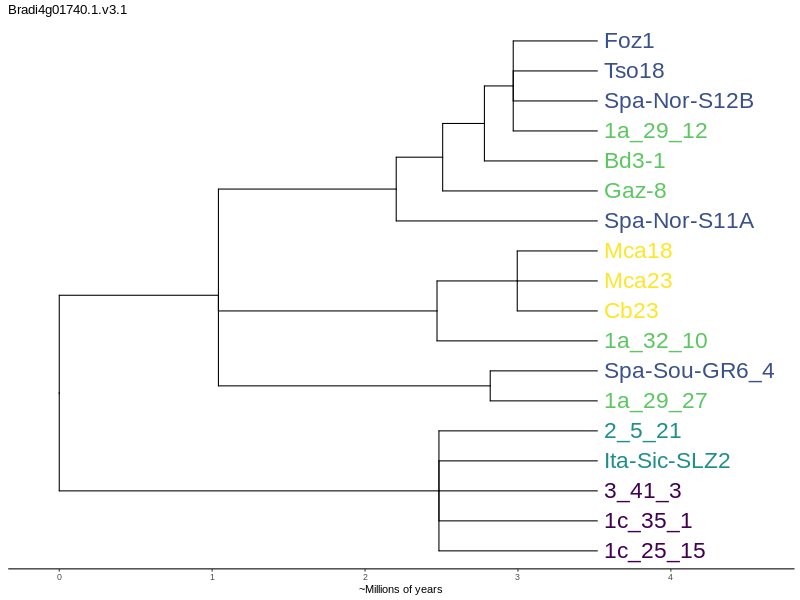 Bradi4g01740.1.v3.1
Foz1
Tso18
Spa-Nor-S12B
1a_29_12
Bd3-1
Gaz-8
Spa-Nor-S11A
Mca18
Mca23
Cb23
1a_32_10
Spa-Sou-GR6_4
1a_29_27
2_5_21
Ita-Sic-SLZ2
3_41_3
1c_35_1
1c_25_15
0 1 2 3 4
~Millions of years